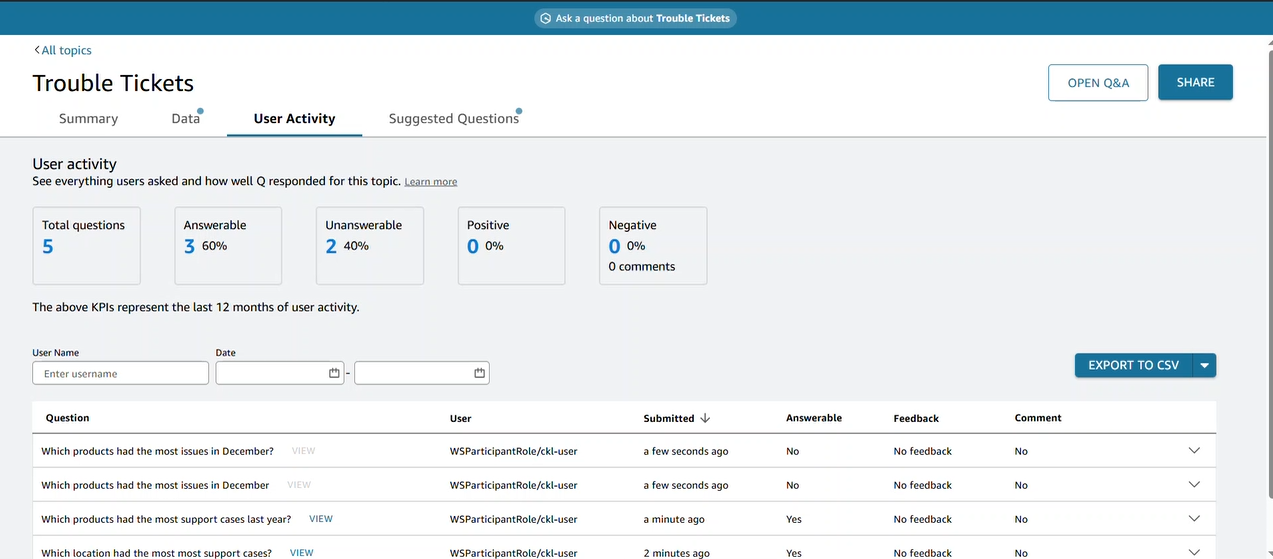 Ask a question about Trouble Tickets
All topics
Trouble Tickets
OPEN Q&A SHARE
Summary Data User Activity Suggested Questions
User activity
See everything users asked and how well Q responded for this topic. Learn more
Total questions Answerable Unanswerable Positive Negative
5 3 60% 2 40% 0 0% 0 0%
0 comments
The above KPIs represent the last 12 months of user activity.
User Name Date
Enter username - EXPORT TO CSV
Question User Submitted Answerable Feedback Comment
Which products had the most issues in December? VIEW WSParticipantRole/ckl-user a few seconds ago No No feedback No
Which products had the most issues in December VIEW WSParticipantRole/ckl-user a few seconds ago No No feedback No
Which products had the most support cases last year? VIEW WSParticipantRole/ckl-user a minute ago Yes No feedback No
Which location had the most most support cases? VIEW WSParticipantRole/ckl-user 2 minutes ago Yes No feedback No